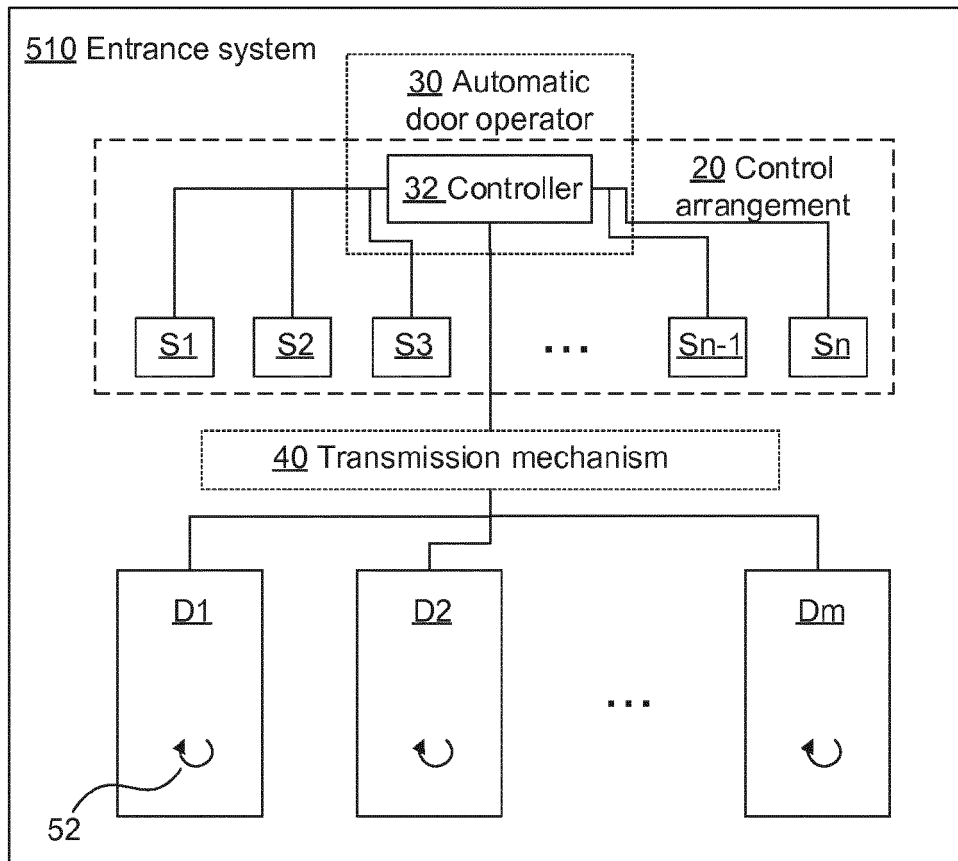 510 Entrance system
30 Automatic
door operator
32 Controller
20 Control
arrangement
S1 S2 S3 ... Sn-1 Sn
40 Transmission mechanism
D1 D2 Dm
...
52